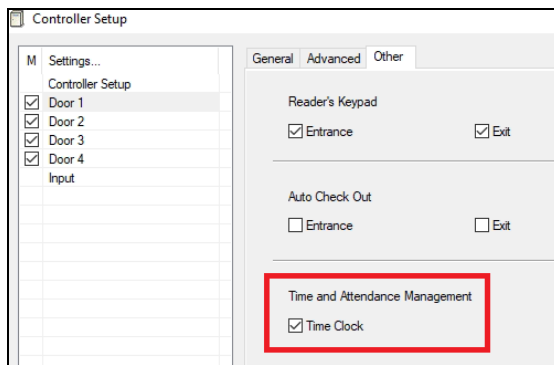 Controller Setup
M Settings...
Controller Setup
Door 1
Door 2
Door 3
Door 4
Input
General Advanced Other
Reader's Keypad
Entrance Exit
Auto Check Out
Entrance Exit
Time and Attendance Management
Time Clock